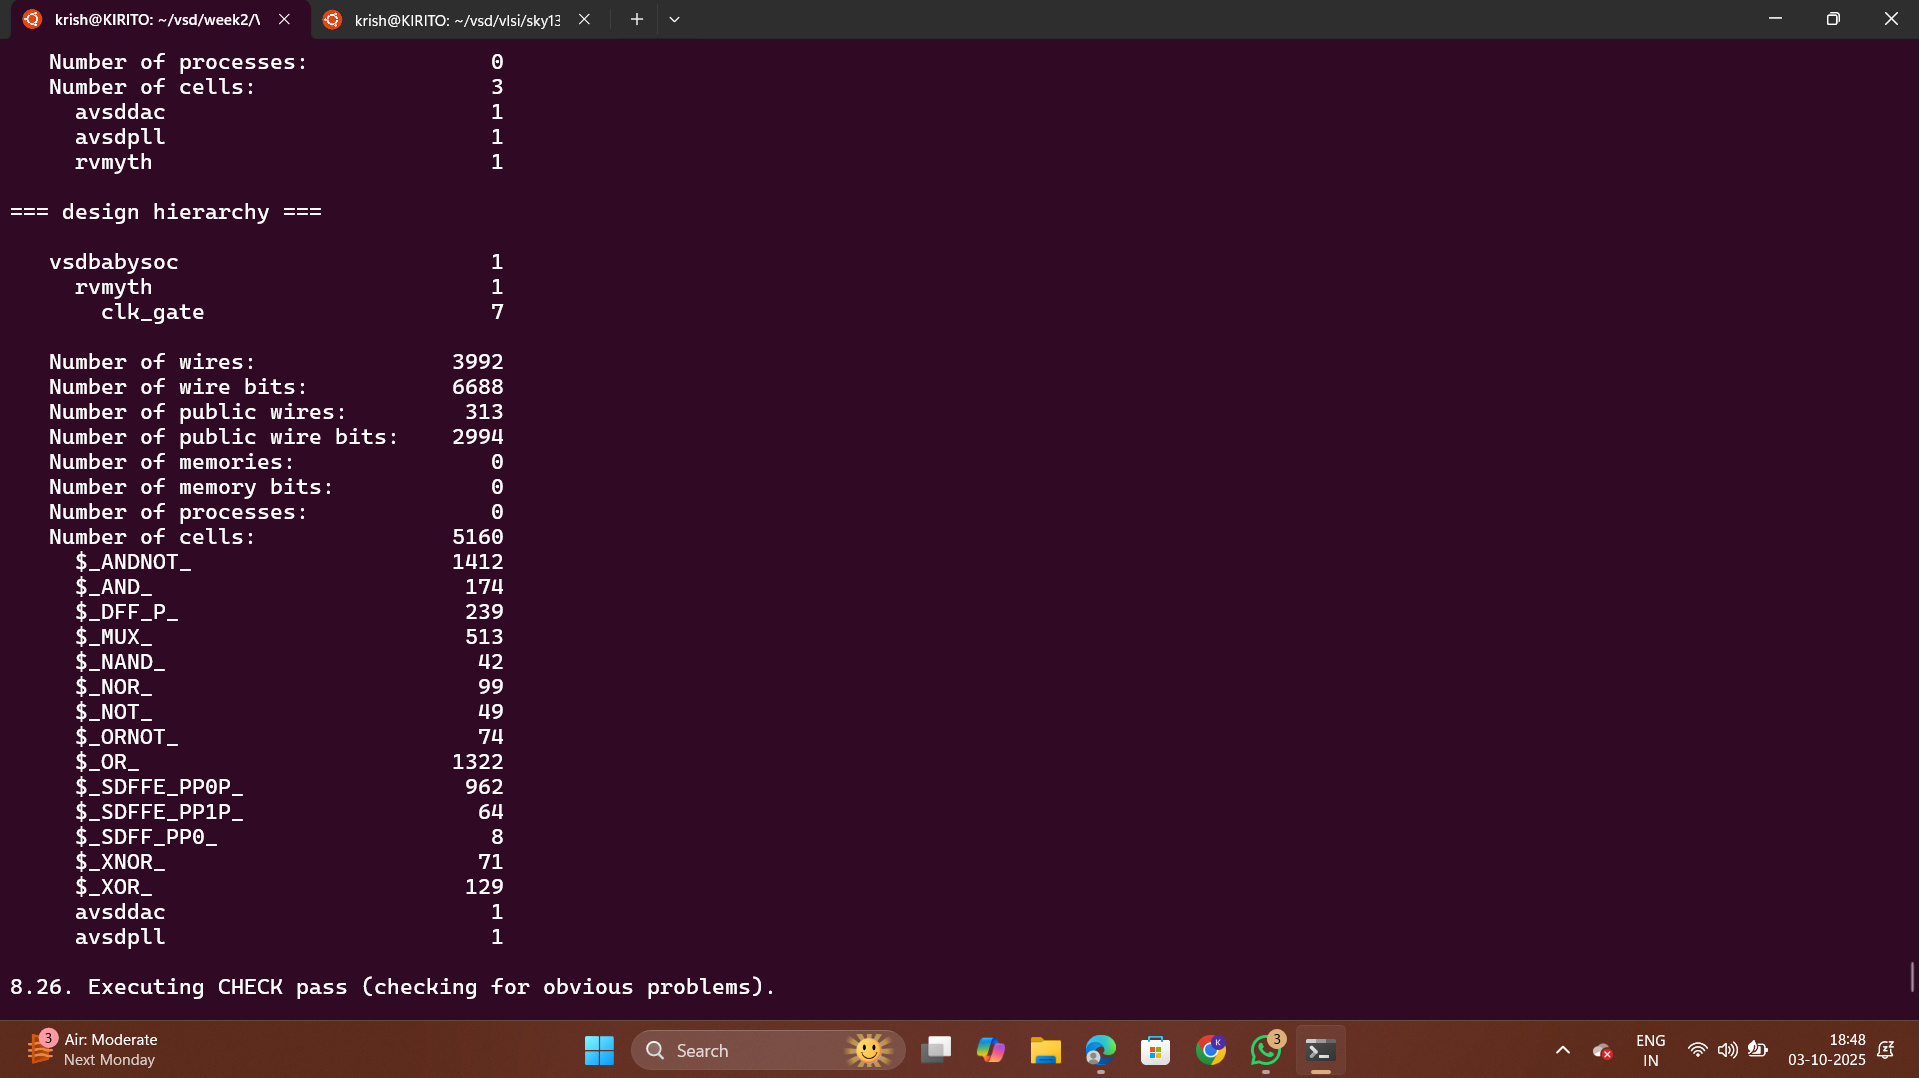 krish@KIRITO: ~/vsd/week2/V
krish@KIRITO: ~/vsd/vlsi/sky13
Number of processes: 0
Number of cells: 3
avsddac 1
avsdpll 1
rvmyth 1
=== design hierarchy ===
vsdbabysoc 1
rvmyth 1
clk_gate 7
Number of wires: 3992
Number of wire bits: 6688
Number of public wires: 313
Number of public wire bits: 2994
Number of memories: 0
Number of memory bits: 0
Number of processes: 0
Number of cells: 5160
$_ANDNOT_ 1412
$_AND_ 174
$_DFF_P_ 239
$_MUX_ 513
$_NAND_ 42
$_NOR_ 99
$_NOT_ 49
$_ORNOT_ 74
$_OR_ 1322
$_SDFFE_PP0P_ 962
$_SDFFE_PP1P_ 64
$_SDFF_PP0_ 8
$_XNOR_ 71
$_XOR_ 129
avsddac 1
avsdpll 1
8.26. Executing CHECK pass (checking for obvious problems).
3
Air: Moderate
Next Monday
Search
K
3
ENG
IN
18:48
03-10-2025